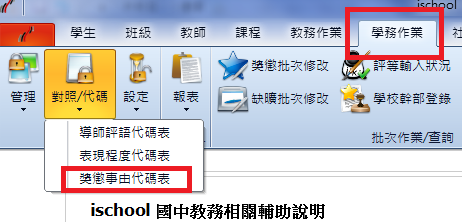 ischool
學生 班級 教師 課程 教務作業 學務作業 社
管理 對照/代碼 設定 報表 獎懲批次修改 評等輸入狀況
缺曠批次修改 學校幹部登錄
批次作業/查詢
導師評語代碼表
表現程度代碼表
獎懲事由代碼表
ischool 國中教務相關輔助說明